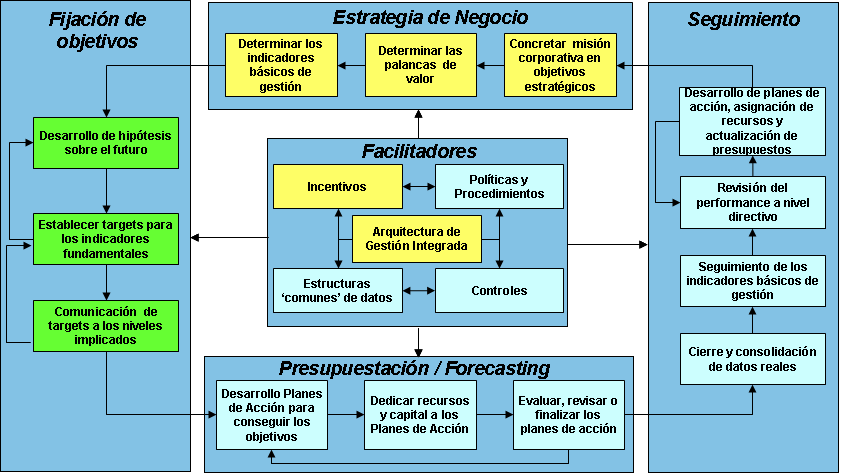 Fijación de
objetivos
Desarrollo de hipótesis
sobre el futuro
Establecer targets para
los indicadores
fundamentales
Comunicación de
targets a los niveles
implicados
Estrategia de Negocio
Determinar los
indicadores
básicos de
gestión
Determinar las
palancas de
valor
Concretar misión
corporativa en
objetivos
estratégicos
Facilitadores
Incentivos
Políticas y
Procedimientos
Arquitectura de
Gestión Integrada
Estructuras
‘comunes’ de datos
Controles
Presupuestación / Forecasting
Desarrollo Planes
de Acción para
conseguir los
objetivos
Dedicar recursos
y capital a los
Planes de Acción
Evaluar, revisar o
finalizar los
planes de acción
Seguimiento
Desarrollo de planes de
acción, asignación de
recursos y
actualización de
presupuestos
Revisión del
performance a nivel
directivo
Seguimiento de los
indicadores básicos de
gestión
Cierre y consolidación
de datos reales